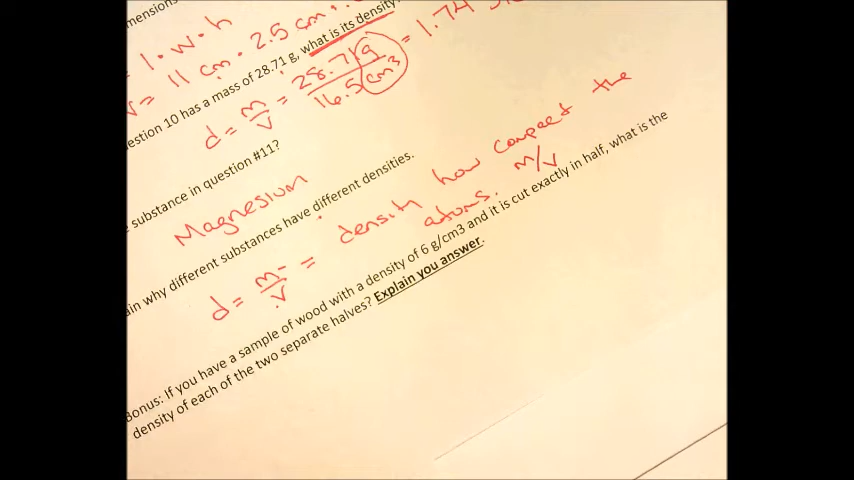 mensions
= l · w · h
V = 11 cm · 2.5 cm ·
estion 10 has a mass of 28.71 g, what is its density
d = m/V = 28.71 g / 16.5 cm³ = 1.74
e substance in question #11?
Magnesium
ain why different substances have different densities.
d = m/V = density how compact the
atoms. m/V
Bonus: If you have a sample of wood with a density of 6 g/cm3 and it is cut exactly in half, what is the
density of each of the two separate halves? Explain you answer.